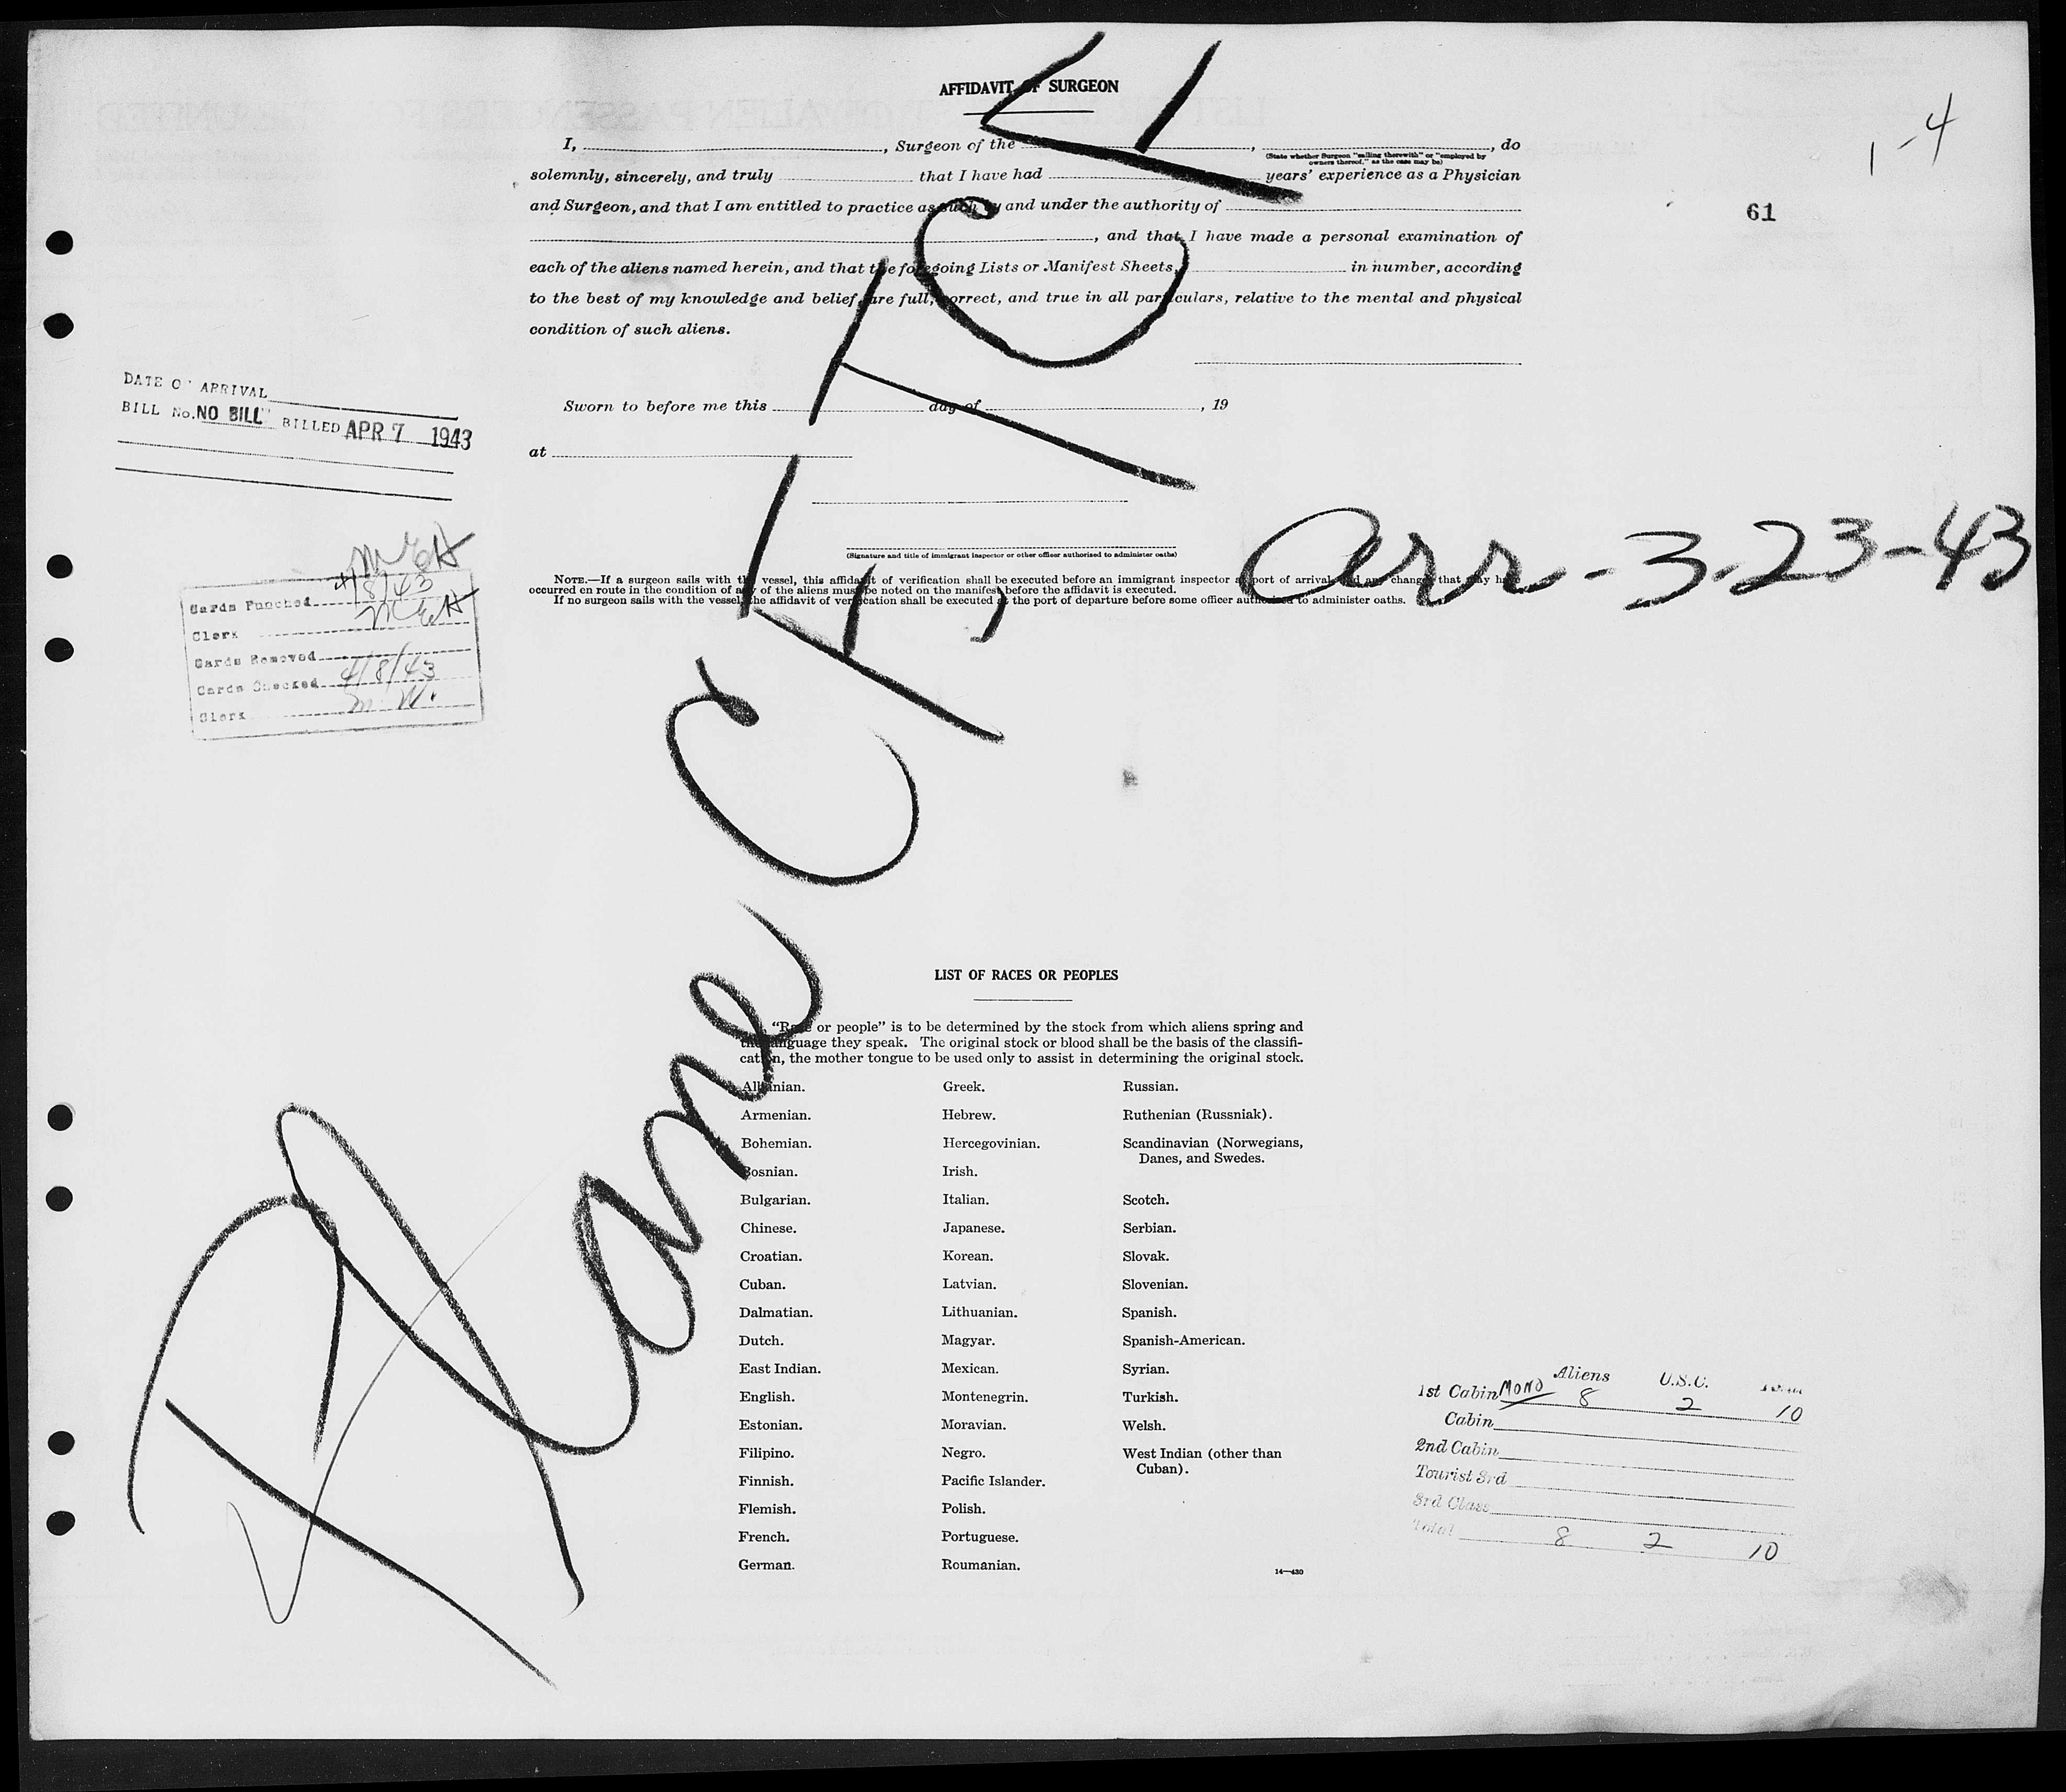 AFFIDAVIT OF SURGEON
1-4
I, , Surgeon of the , , do
(State whether Surgeon "sailing therewith" or "employed by owners thereof," as the case may be)
solemnly, sincerely, and truly that I have had years' experience as a Physician
and Surgeon, and that I am entitled to practice as such by and under the authority of
61
, and that I have made a personal examination of
each of the aliens named herein, and that the foregoing Lists or Manifest Sheets, in number, according
to the best of my knowledge and belief, are full, correct, and true in all particulars, relative to the mental and physical
condition of such aliens.
DATE OF ARRIVAL
BILL No. NO BILL BILLED APR 7 1943
Sworn to before me this day of , 19
at
(Signature and title of immigrant inspector or other officer authorized to administer oaths)
Plane CFTCF, arr-3-23-43
NOTE.—If a surgeon sails with the vessel, this affidavit of verification shall be executed before an immigrant inspector at port of arrival and any changes that may have
occurred en route in the condition of any of the aliens must be noted on the manifest before the affidavit is executed.
If no surgeon sails with the vessel, the affidavit of verification shall be executed at the port of departure before some officer authorized to administer oaths.
Cards Punched 4/8/43
Clerk
Cards Removed
Cards Checked 4/8/43
Clerk M. W.
LIST OF RACES OR PEOPLES
"Race or people" is to be determined by the stock from which aliens spring and
the language they speak. The original stock or blood shall be the basis of the classifi-
cation, the mother tongue to be used only to assist in determining the original stock.
Albanian.
Armenian.
Bohemian.
Bosnian.
Bulgarian.
Chinese.
Croatian.
Cuban.
Dalmatian.
Dutch.
East Indian.
English.
Estonian.
Filipino.
Finnish.
Flemish.
French.
German.
Greek.
Hebrew.
Hercegovinian.
Irish.
Italian.
Japanese.
Korean.
Latvian.
Lithuanian.
Magyar.
Mexican.
Montenegrin.
Moravian.
Negro.
Pacific Islander.
Polish.
Portuguese.
Roumanian.
Russian.
Ruthenian (Russniak).
Scandinavian (Norwegians,
Danes, and Swedes.
Scotch.
Serbian.
Slovak.
Slovenian.
Spanish.
Spanish-American.
Syrian.
Turkish.
Welsh.
West Indian (other than
Cuban).
14—430
Aliens U.S.C. Total
1st Cabin MONO 8 2 10
Cabin
2nd Cabin
Tourist 3rd
3rd Class
Total 8 2 10